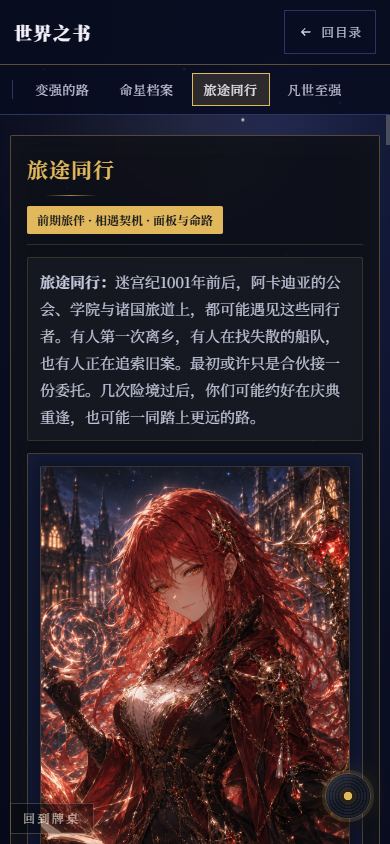 世界之书
← 回目录
变强的路 命星档案 旅途同行 凡世至强
旅途同行
前期旅伴 · 相遇契机 · 面板与命路
旅途同行：迷宫纪1001年前后，阿卡迪亚的公
会、学院与诸国旅道上，都可能遇见这些同行
者。有人第一次离乡，有人在找失散的船队，
也有人正在追索旧案。最初或许只是合伙接一
份委托。几次险境过后，你们可能约好在庆典
重逢，也可能一同踏上更远的路。
回到牌桌